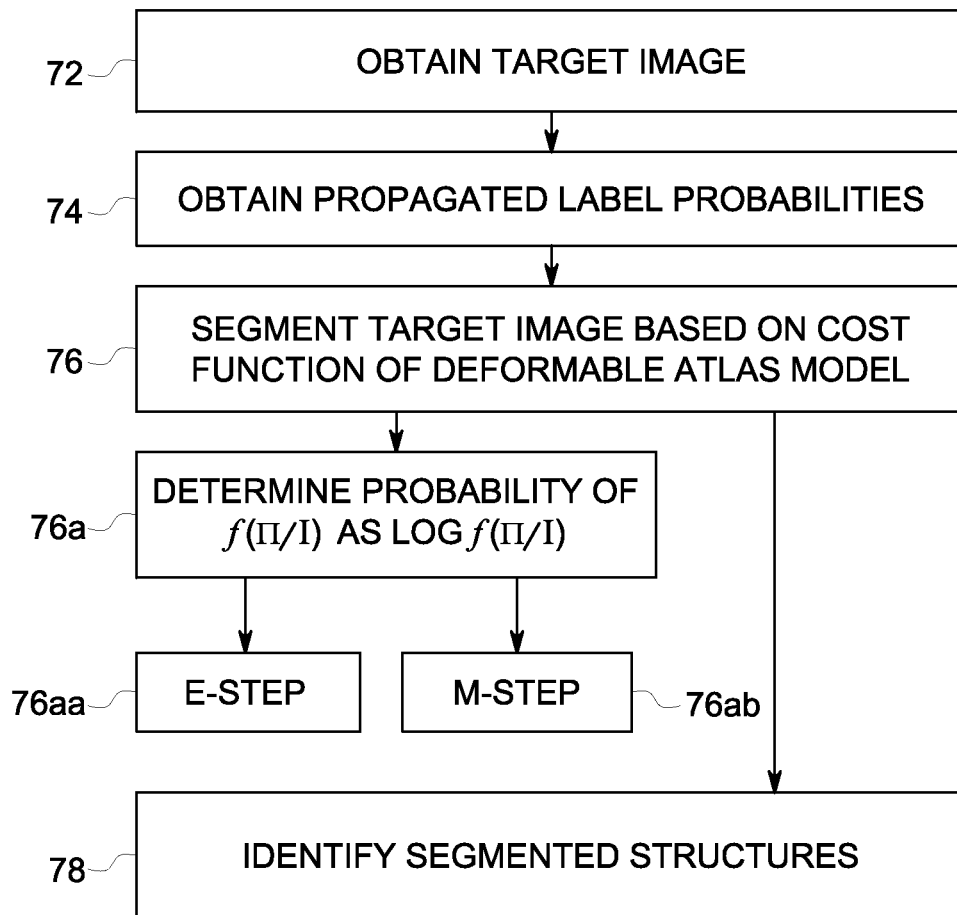 72
OBTAIN TARGET IMAGE
74
OBTAIN PROPAGATED LABEL PROBABILITIES
76
SEGMENT TARGET IMAGE BASED ON COST
FUNCTION OF DEFORMABLE ATLAS MODEL
76a
DETERMINE PROBABILITY OF
f(Π/I) AS LOG f(Π/I)
76aa
E-STEP
M-STEP
76ab
78
IDENTIFY SEGMENTED STRUCTURES